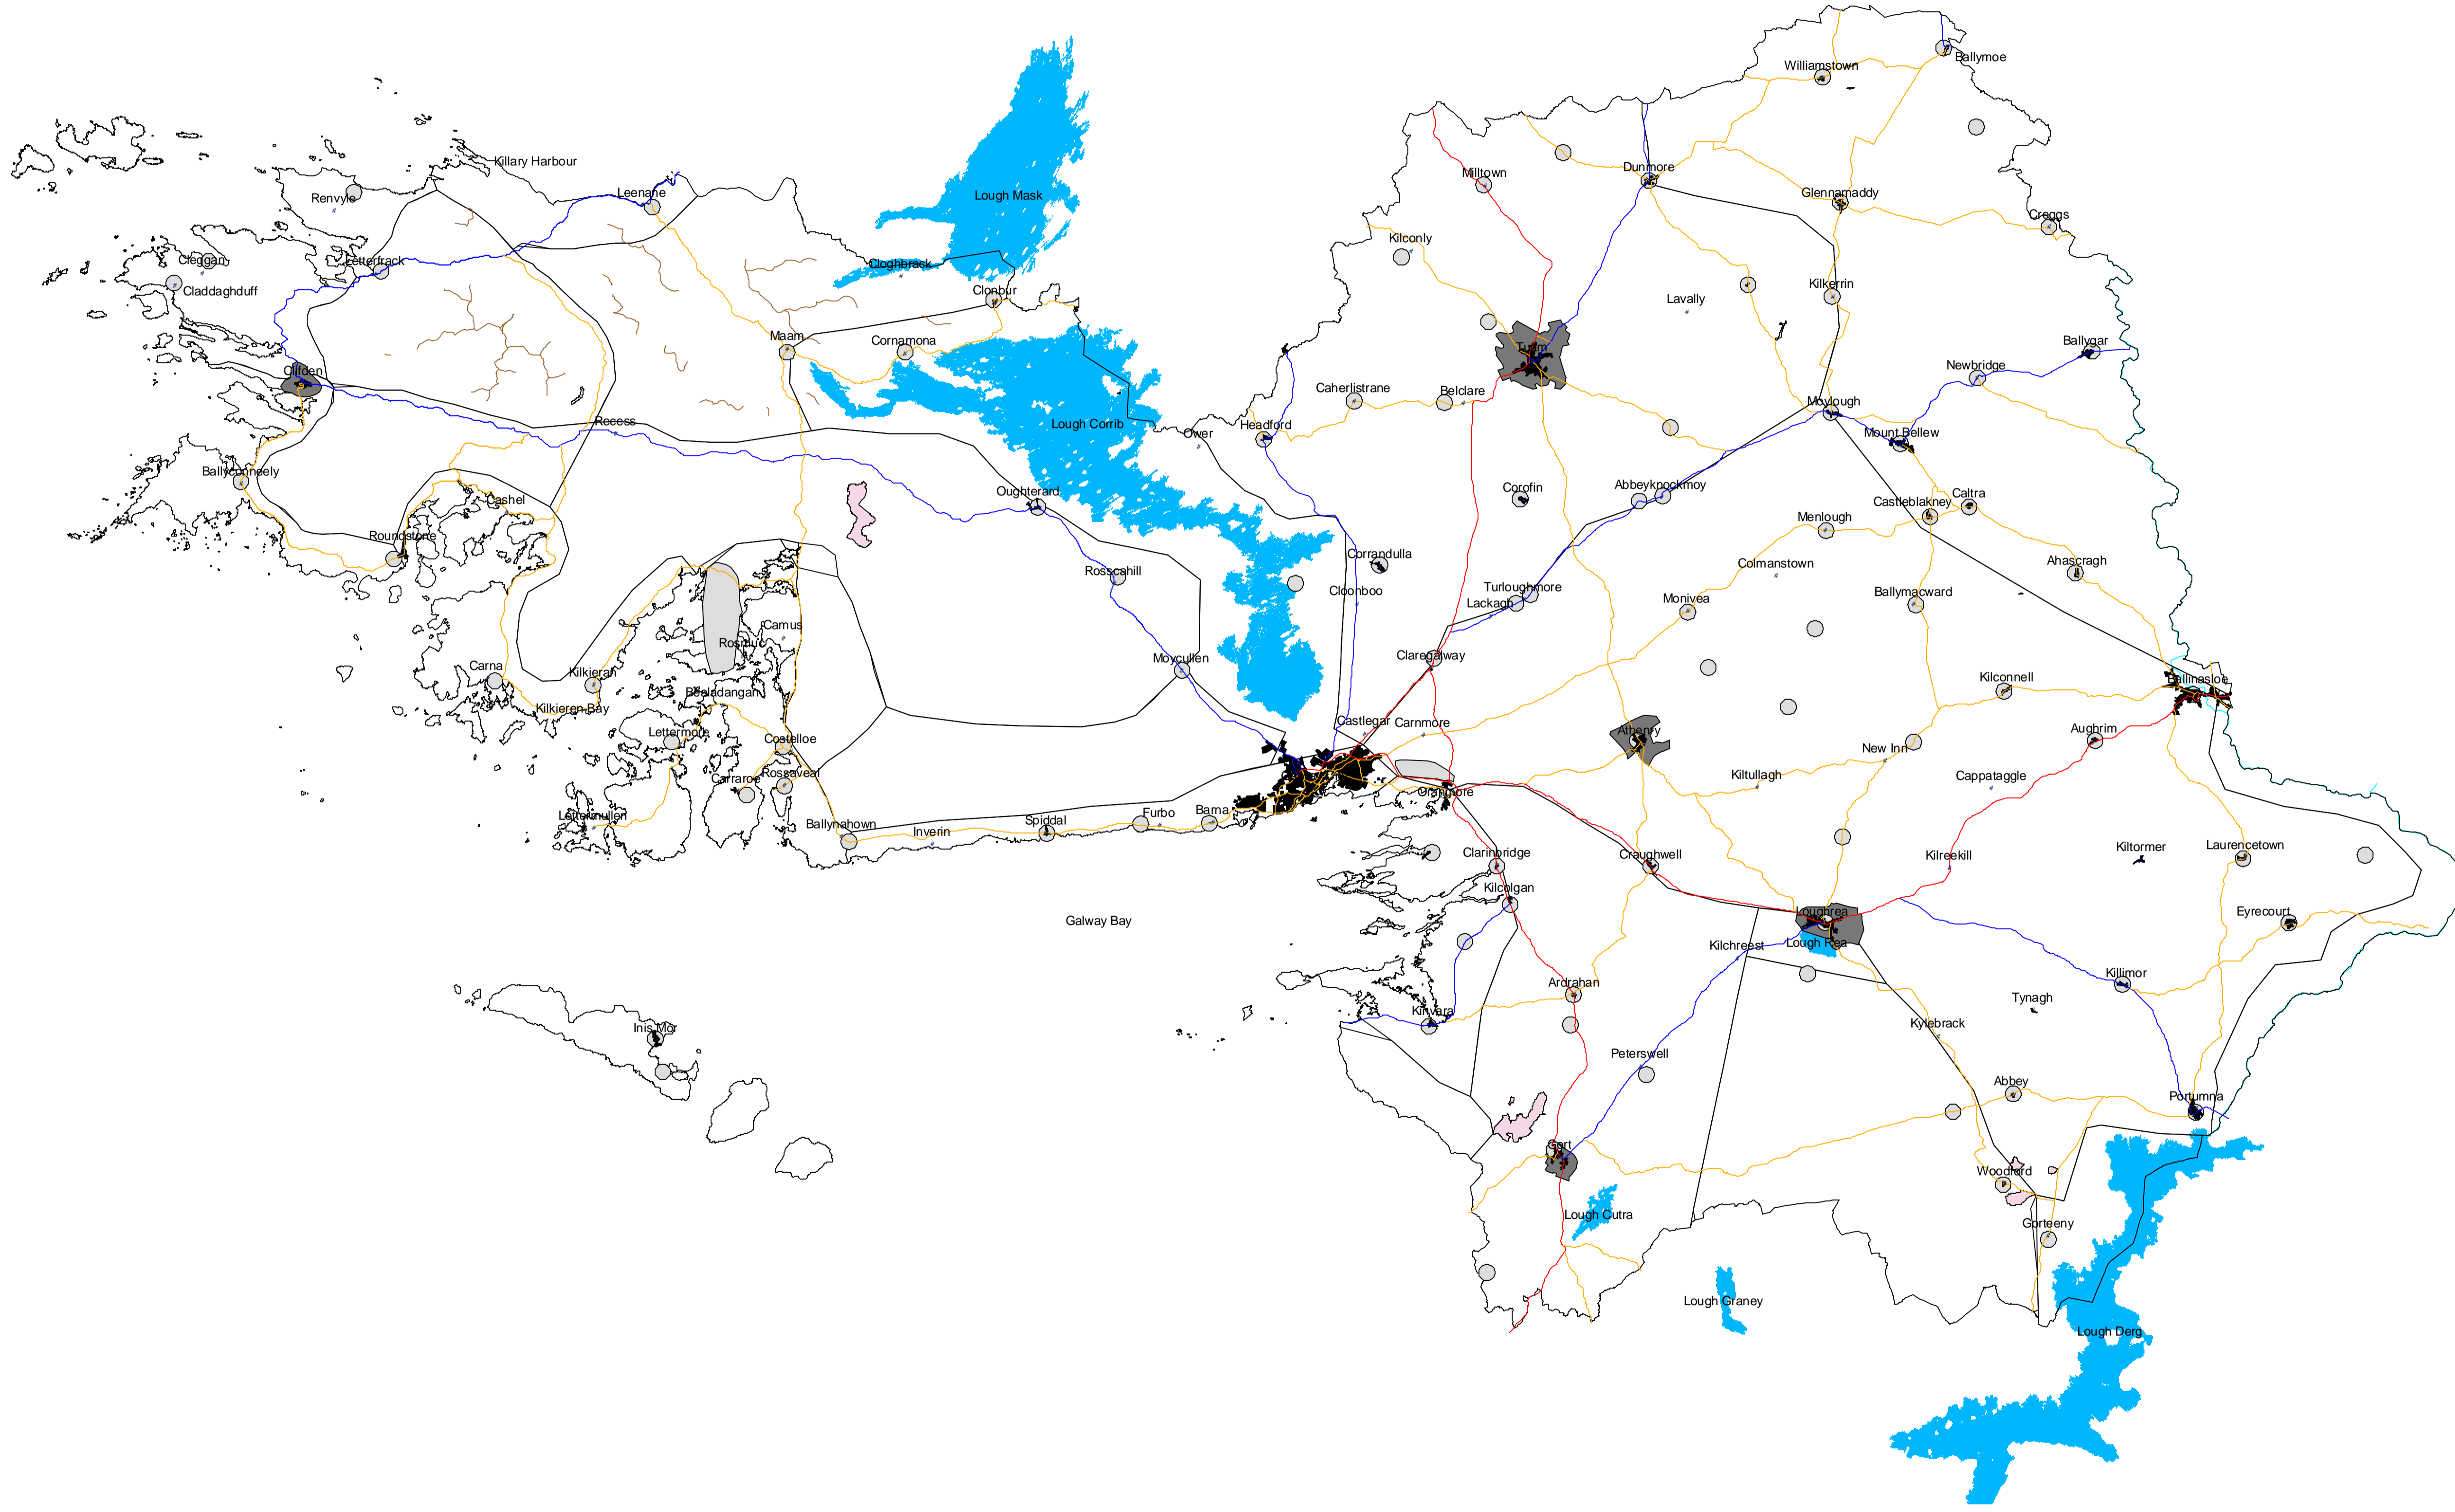 Ballymoe
Williamstown
Killary Harbour
Dunmore
Milltown
Leenane
Glennamaddy
Lough Mask
Renvyle
Creggs
Kilconly
Cleggan
Letterfrack
Cloghbrack
Kilkerrin
Claddaghduff
Clonbur
Lavally
Maam
Cornamona
Ballygar
Tuam
Newbridge
Clifden
Caherlistrane
Belclare
Moylough
Recess
Lough Corrib
Headford
Ower
Mount Bellew
Ballyconneely
Abbeyknockmoy
Corofin
Oughterard
Caltra
Cashel
Castleblakney
Menlough
Roundstone
Corrandulla
Ahascragh
Colmanstown
Rosscahill
Turloughmore
Cloonboo
Ballymacward
Monivea
Lackagh
Camus
Rosmuc
Claregalway
Moycullen
Carna
Kilkieran
Kilconnell
Ballinasloe
Bealadangan
Kilkieren Bay
Castlegar
Carnmore
Aughrim
Athenry
Lettermore
Costelloe
New Inn
Rossaveal
Carraroe
Kiltullagh
Cappataggle
Oranmore
Lettermullen
Barna
Furbo
Spiddal
Ballynahown
Inverin
Clarinbridge
Craughwell
Kilreekill
Kiltormer
Laurencetown
Kilcolgan
Loughrea
Eyrecourt
Galway Bay
Kilchreest
Lough Rea
Killimor
Ardrahan
Tynagh
Kinvara
Inis Mor
Kylebrack
Peterswell
Abbey
Portumna
Gort
Woodford
Lough Cutra
Gorteeny
Lough Graney
Lough Derg